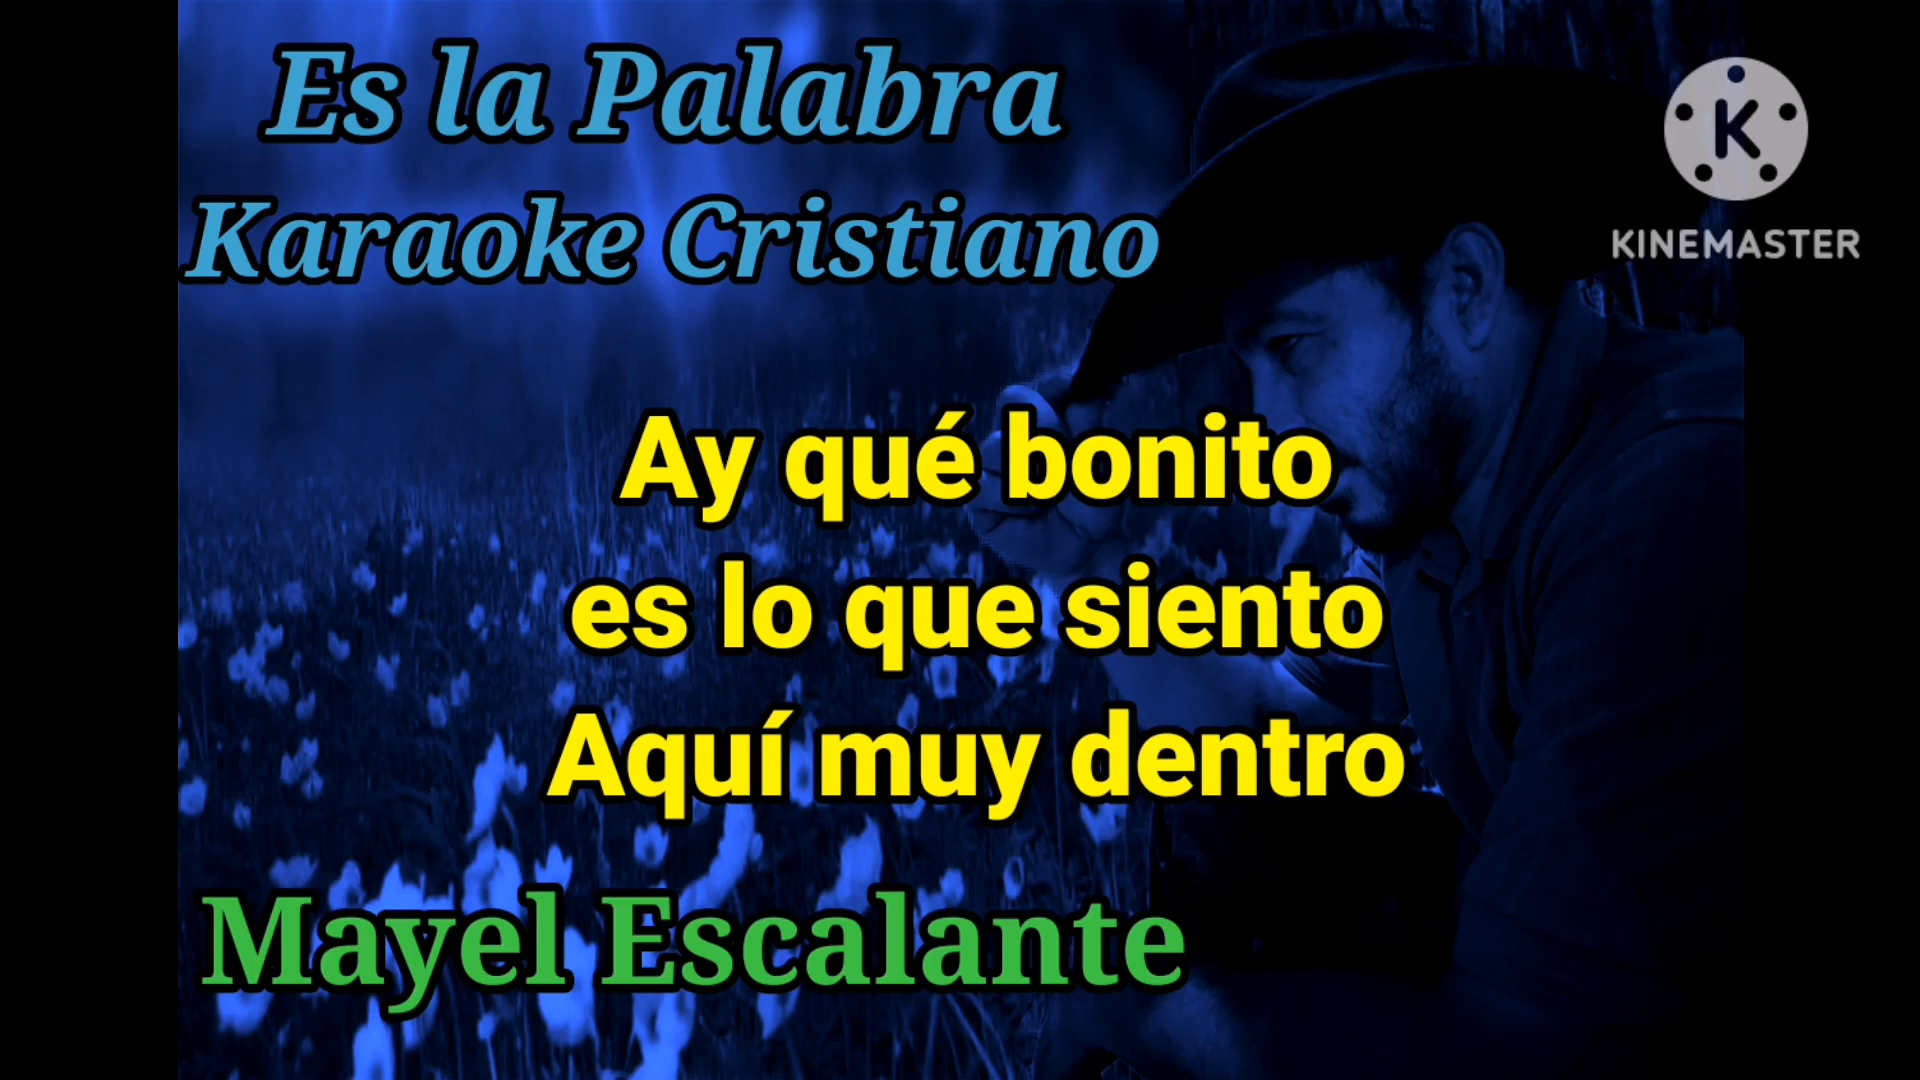 Es la Palabra
Karaoke Cristiano
K
KINEMASTER
Ay qué bonito
es lo que siento
Aquí muy dentro
Mayel Escalante